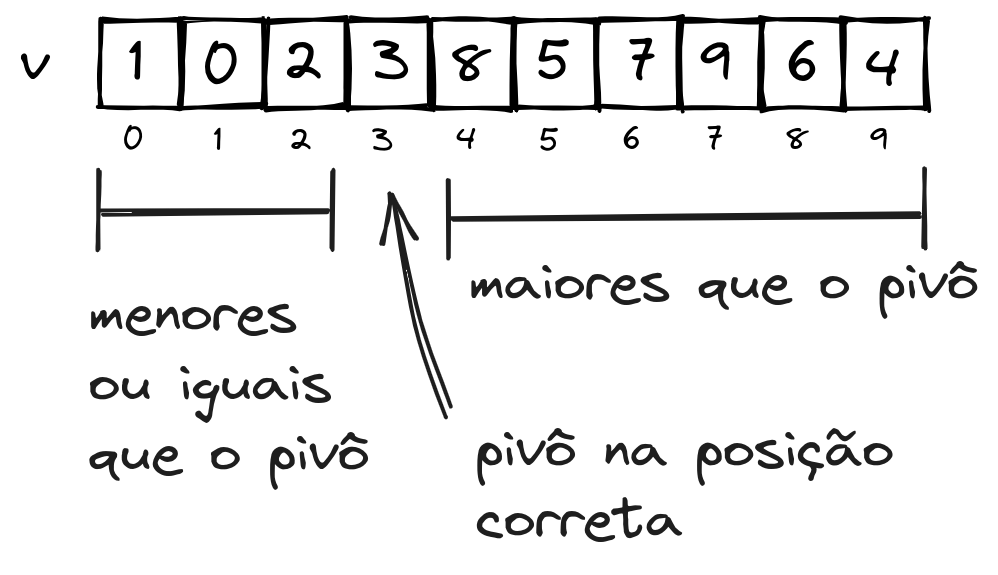 v 1 0 2 3 8 5 7 9 6 4
0 1 2 3 4 5 6 7 8 9
maiores que o pivô
menores
ou iguais
que o pivô
pivô na posição
correta